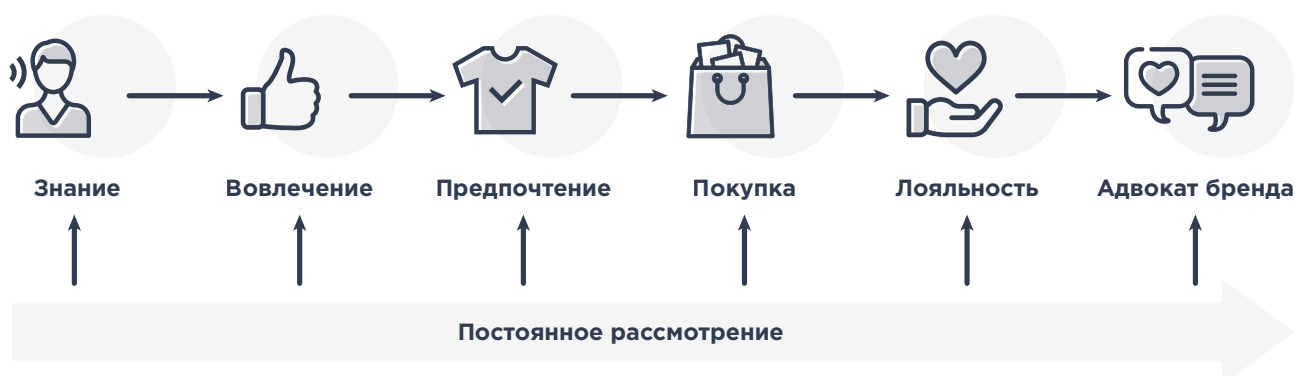 Знание
Вовлечение
Предпочтение
Покупка
Лояльность
Адвокат бренда
Постоянное рассмотрение